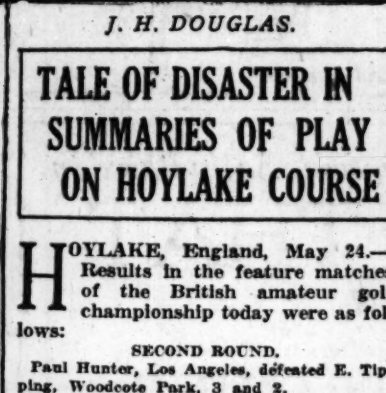 J. H. DOUGLAS.
TALE OF DISASTER IN
SUMMARIES OF PLAY
ON HOYLAKE COURSE
HOYLAKE, England, May 24.—
Results in the feature matche
of the British amateur gol
championship today were as fol
lows:
SECOND ROUND.
Paul Hunter, Los Angeles, defeated E. Tip
ping, Woodcote Park, 3 and 2.